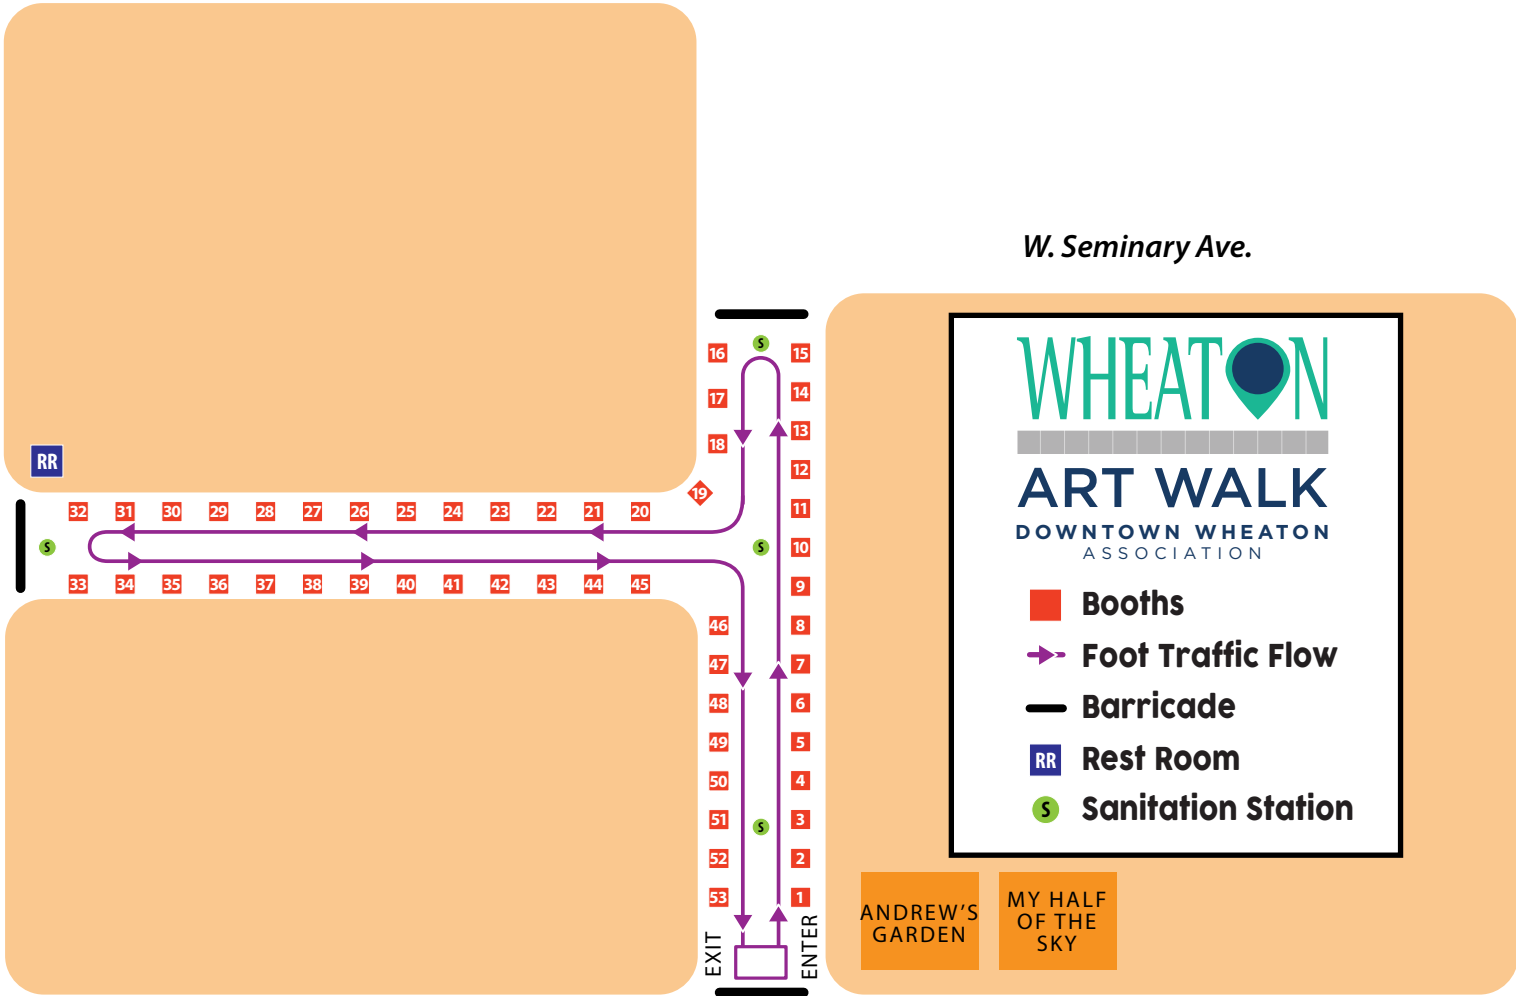 W. Seminary Ave.
WHEATON
ART WALK
DOWNTOWN WHEATON
ASSOCIATION
Booths
Foot Traffic Flow
Barricade
RR Rest Room
S Sanitation Station
ANDREW'S
GARDEN
MY HALF
OF THE
SKY
S
16 15
17 14
18 13
12
RR
19
32 31 30 29 28 27 26 25 24 23 22 21 20 11
S S 10
33 34 35 36 37 38 39 40 41 42 43 44 45 9
46 8
47 7
48 6
49 5
50 4
51 S 3
52 2
53 1
EXIT ENTER